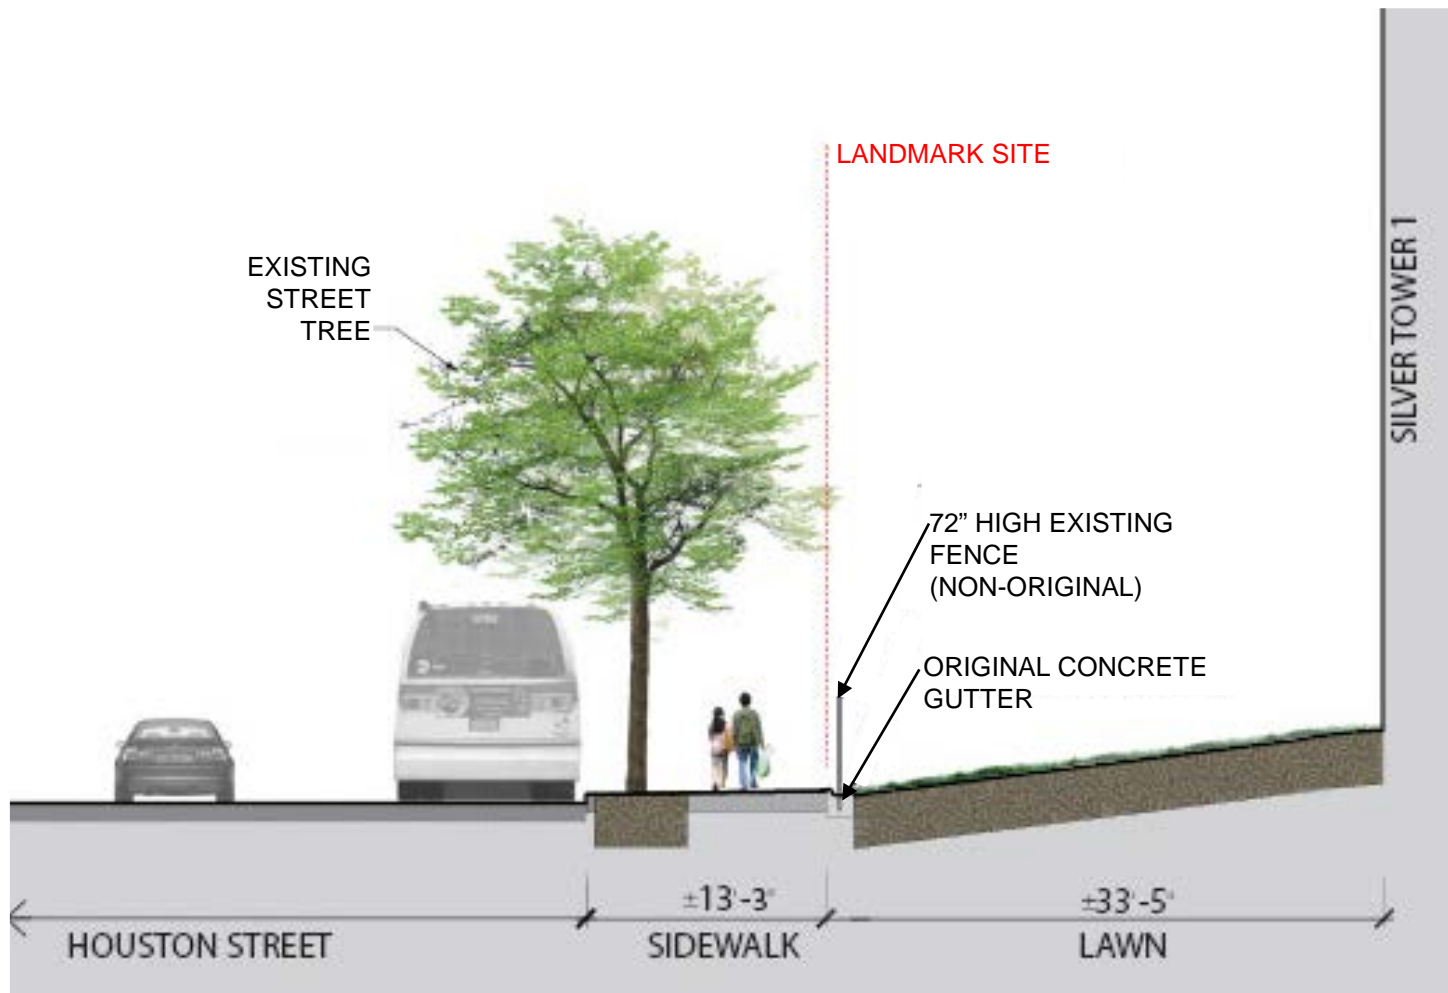 LANDMARK SITE
EXISTING
STREET
TREE
SILVER TOWER 1
72” HIGH EXISTING
FENCE
(NON-ORIGINAL)
ORIGINAL CONCRETE
GUTTER
±13'-3"
±33'-5"
HOUSTON STREET
SIDEWALK
LAWN